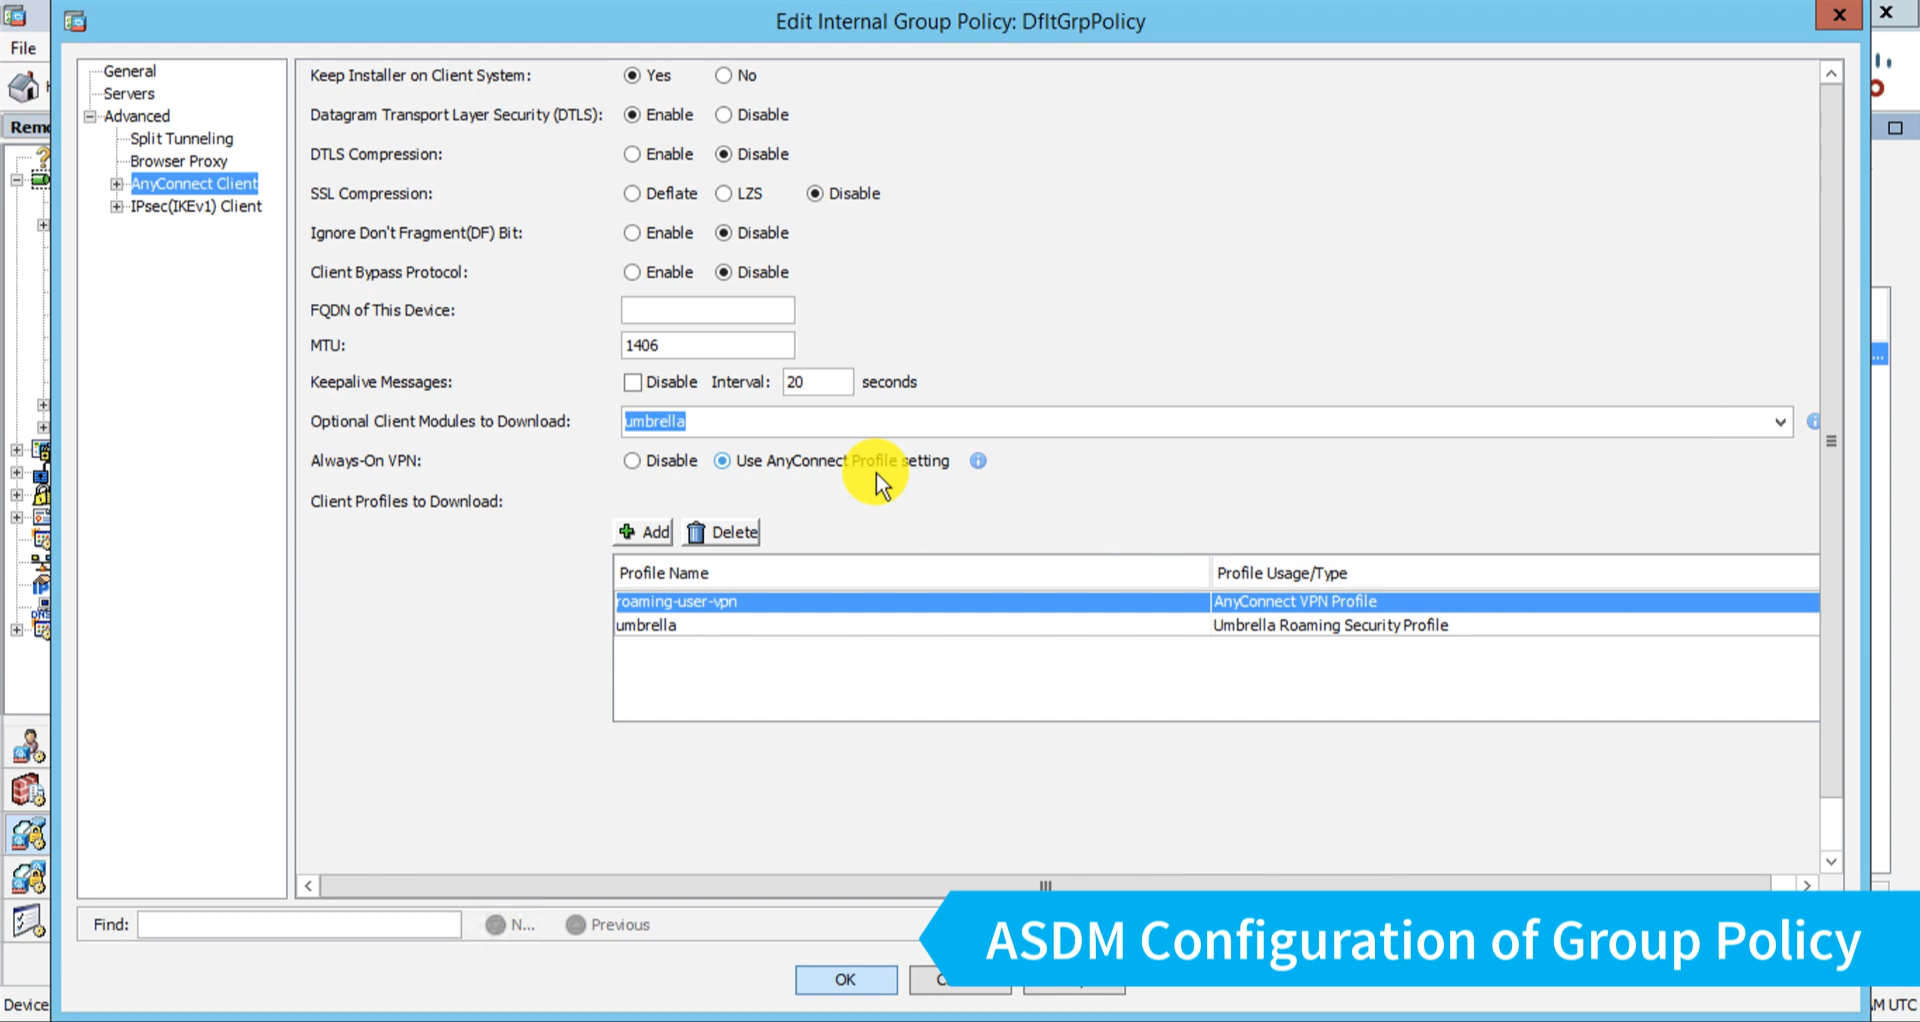 Edit Internal Group Policy: DfltGrpPolicy
File
General
Servers
Advanced
Split Tunneling
Browser Proxy
AnyConnect Client
IPsec(IKEv1) Client
Keep Installer on Client System: Yes No
Datagram Transport Layer Security (DTLS): Enable Disable
DTLS Compression: Enable Disable
SSL Compression: Deflate LZS Disable
Ignore Don't Fragment(DF) Bit: Enable Disable
Client Bypass Protocol: Enable Disable
FQDN of This Device:
MTU: 1406
Keepalive Messages: Disable Interval: 20 seconds
Optional Client Modules to Download: umbrella
Always-On VPN: Disable Use AnyConnect Profile setting
Client Profiles to Download:
Add Delete
Profile Name Profile Usage/Type
roaming-user-vpn AnyConnect VPN Profile
umbrella Umbrella Roaming Security Profile
Find: N... Previous
ASDM Configuration of Group Policy
OK
Device
AM UTC